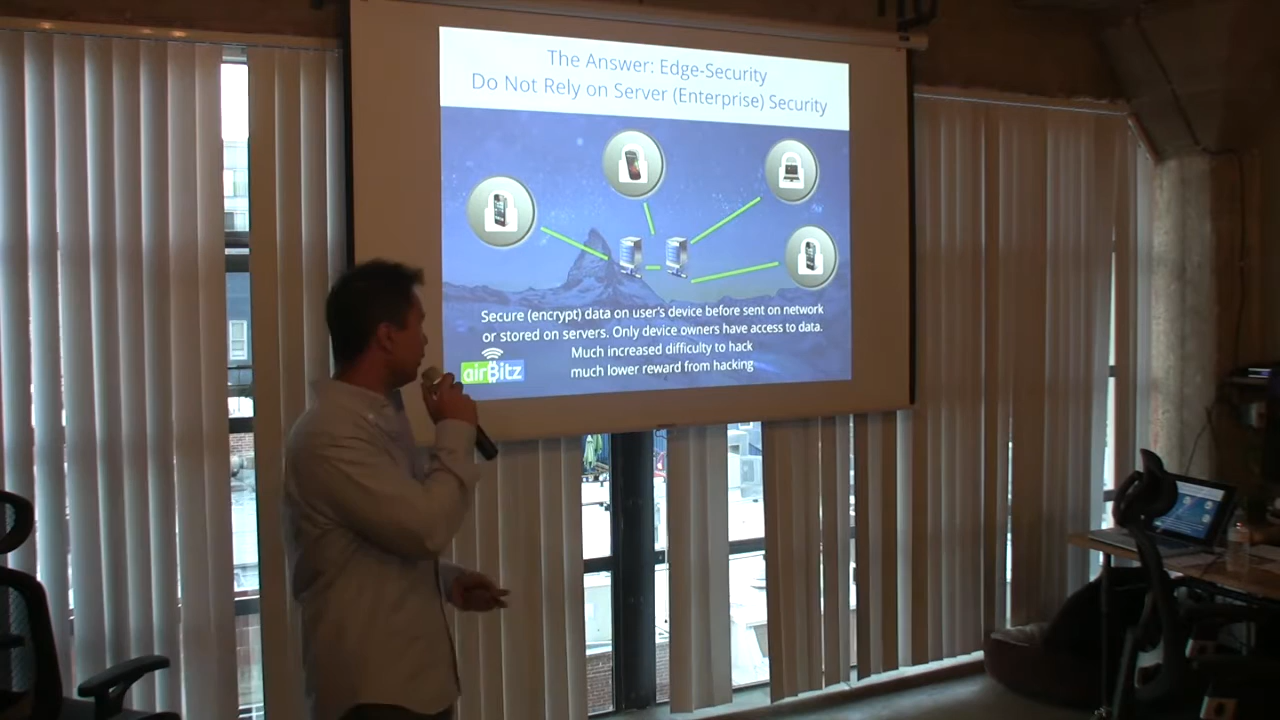 The Answer: Edge-Security
Do Not Rely on Server (Enterprise) Security
Secure (encrypt) data on user's device before sent on network
or stored on servers. Only device owners have access to data.
Much increased difficulty to hack
much lower reward from hacking
airBitz